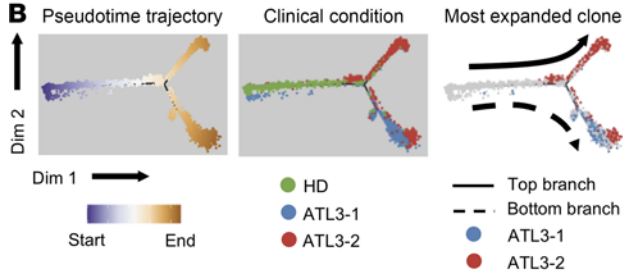 B
Pseudotime trajectory
Clinical condition
Most expanded clone
Dim 2
Dim 1
Start
End
HD
ATL3-1
ATL3-2
Top branch
Bottom branch
ATL3-1
ATL3-2